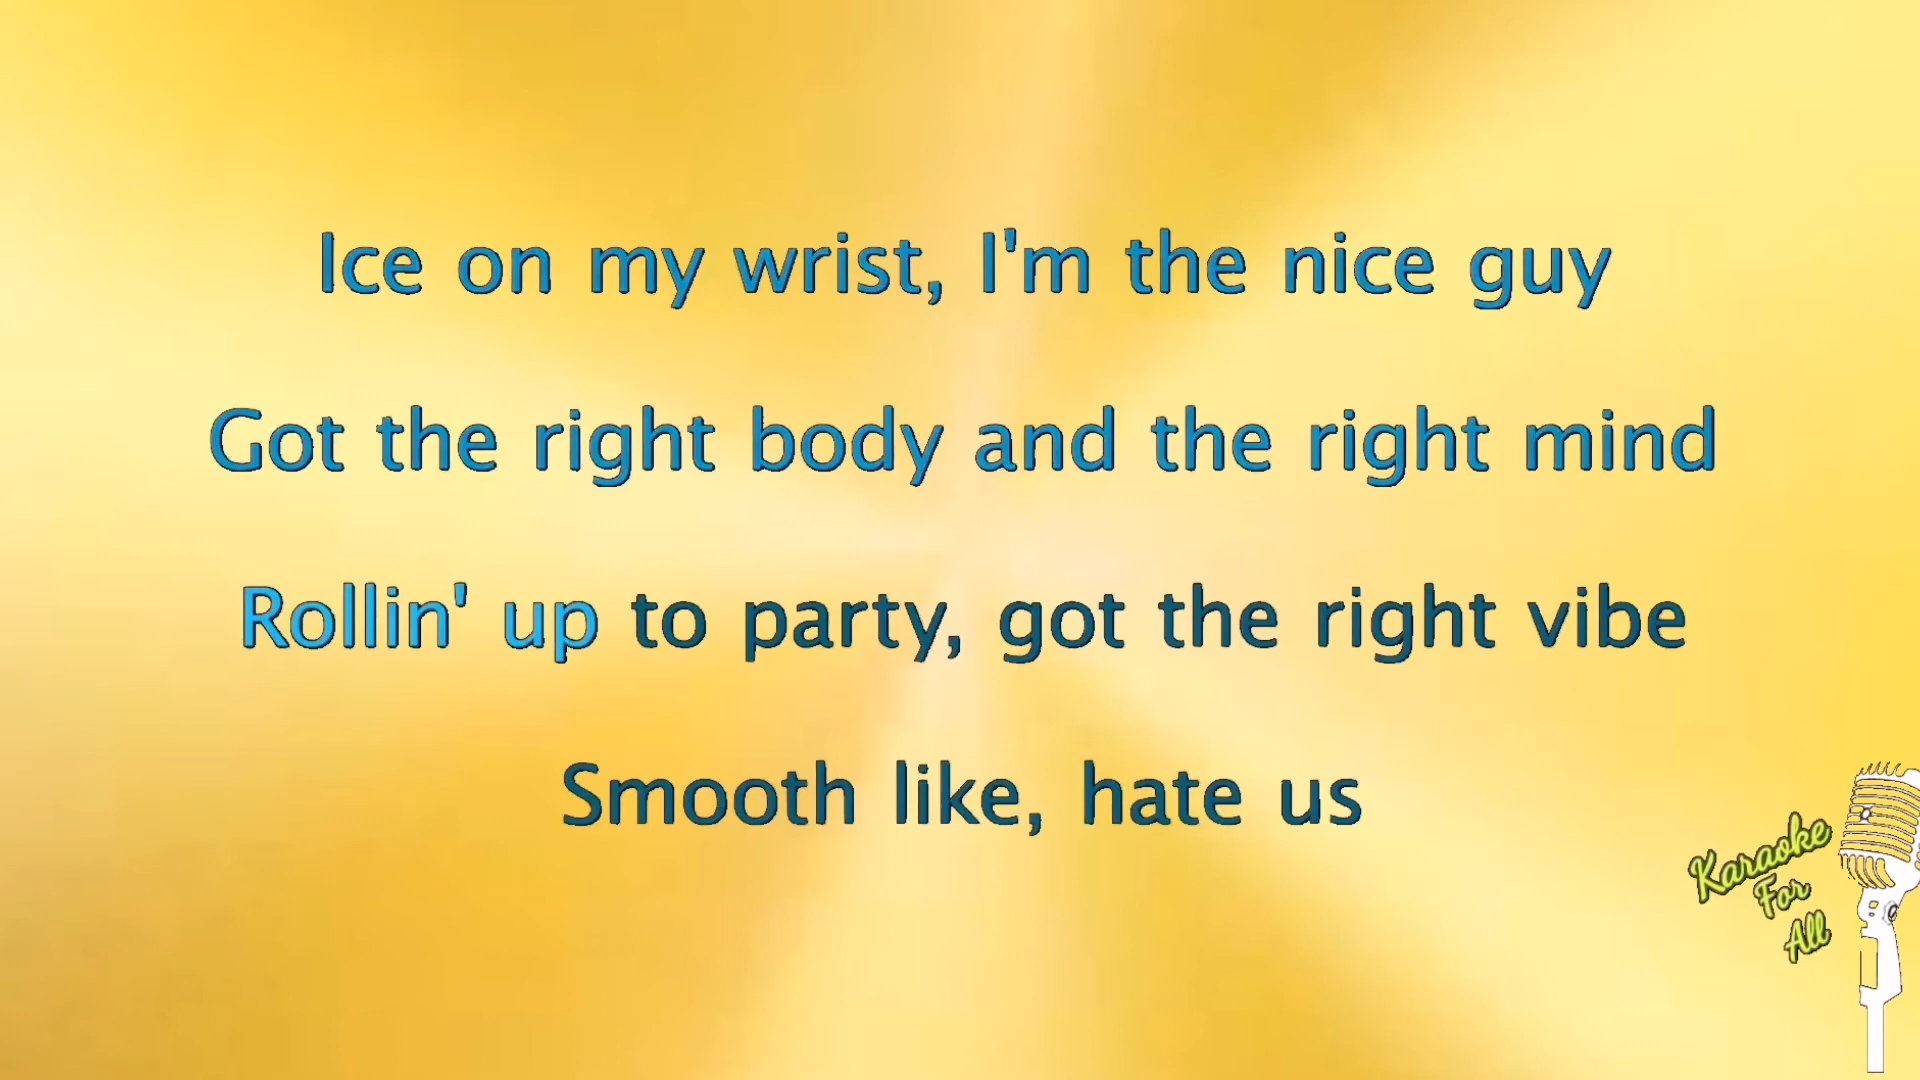 Ice on my wrist, I'm the nice guy
Got the right body and the right mind
Rollin' up to party, got the right vibe
Smooth like, hate us
Karaoke
For
All